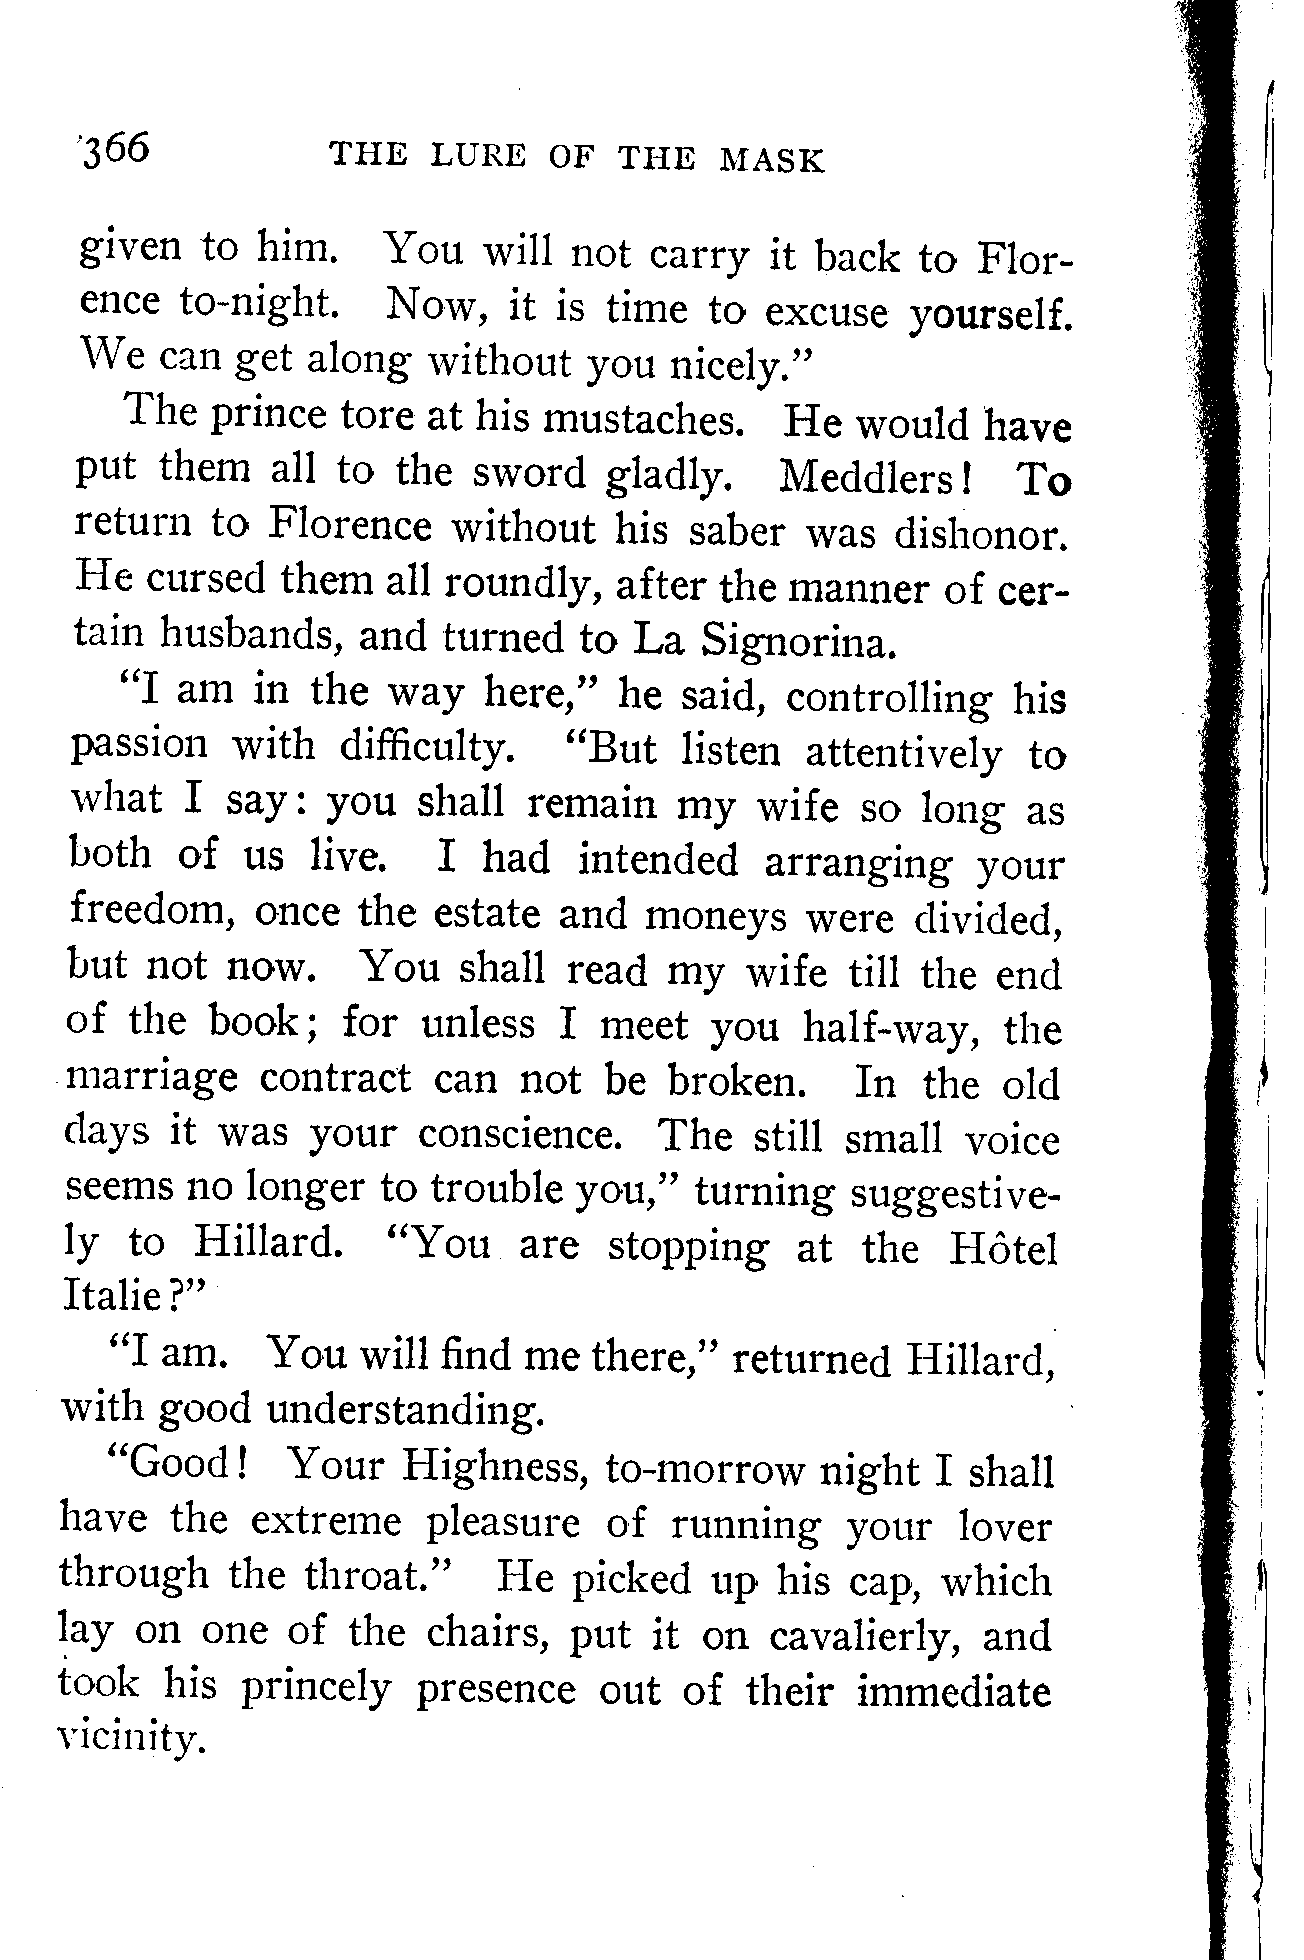 366 THE LURE OF THE MASK
given to him. You will not carry it back to Flor-
ence to-night. Now, it is time to excuse yourself.
We can get along without you nicely.”
The prince tore at his mustaches. He would have
put them all to the sword gladly. Meddlers! To
return to Florence without his saber was dishonor.
He cursed them all roundly, after the manner of cer-
tain husbands, and turned to La Signorina.
“I am in the way here,” he said, controlling his
passion with difficulty. “But listen attentively to
what I say: you shall remain my wife so long as
both of us live. I had intended arranging your
freedom, once the estate and moneys were divided,
but not now. You shall read my wife till the end
of the book; for unless I meet you half-way, the
marriage contract can not be broken. In the old
days it was your conscience. The still small voice
seems no longer to trouble you,” turning suggestive-
ly to Hillard. “You are stopping at the Hôtel
Italie?”
“I am. You will find me there,” returned Hillard,
with good understanding.
“Good! Your Highness, to-morrow night I shall
have the extreme pleasure of running your lover
through the throat.” He picked up his cap, which
lay on one of the chairs, put it on cavalierly, and
took his princely presence out of their immediate
vicinity.